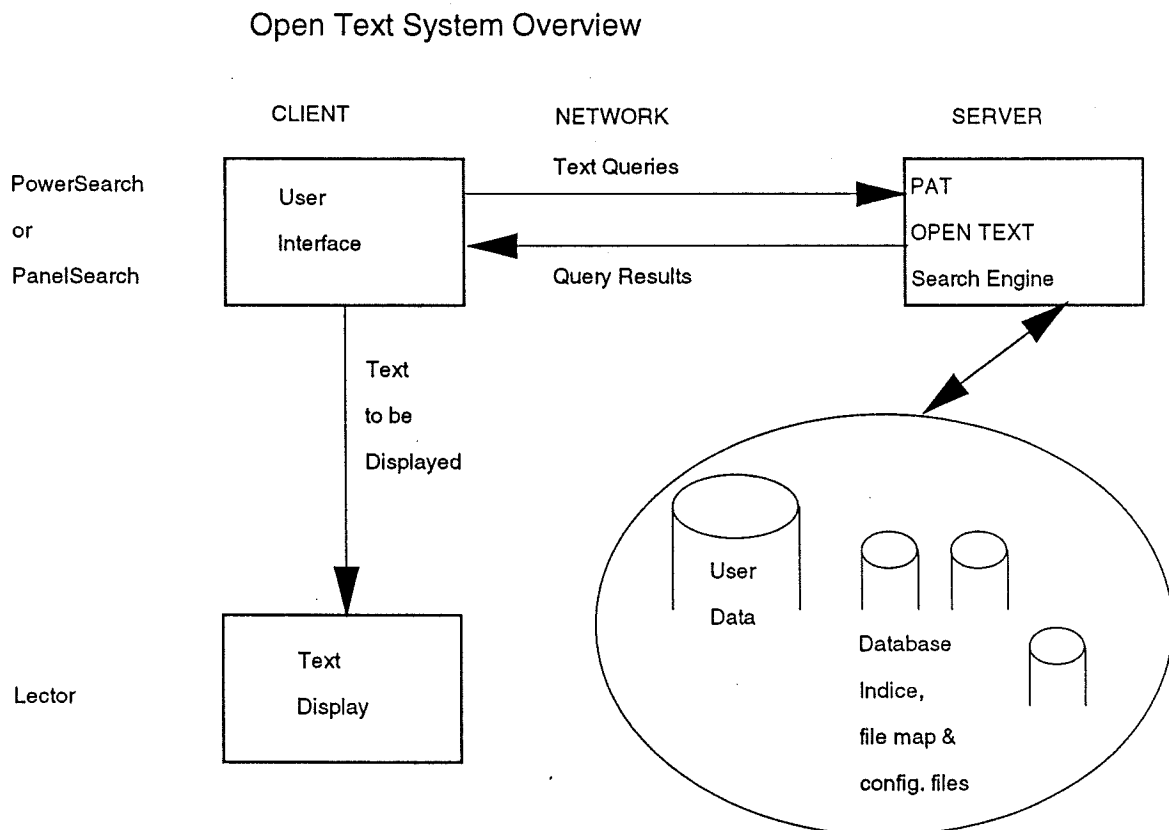 Open Text System Overview
CLIENT
NETWORK
SERVER
PowerSearch
or
PanelSearch
User
Interface
Text Queries
Query Results
PAT
OPEN TEXT
Search Engine
Text
to be
Displayed
User
Data
Database
Indice,
file map &
config. files
Lector
Text
Display